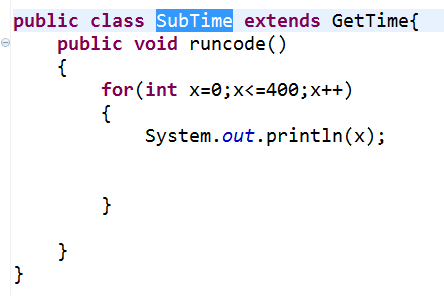 public class SubTime extends GetTime{
public void runcode()
{
for(int x=0;x<=400;x++)
{
System.out.println(x);
}
}
}